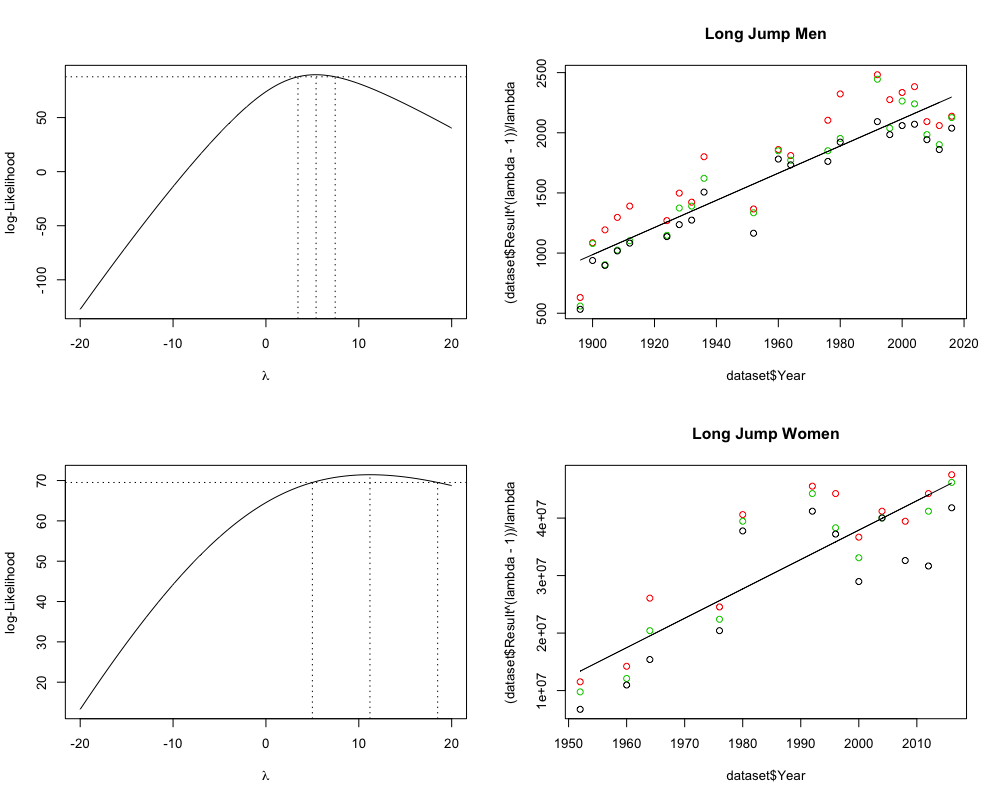 log-Likelihood
50
0
-50
-100
-20 -10 0 10 20
λ
Long Jump Men
(dataset$Result^(lambda - 1))/lambda
2500
2000
1500
1000
500
1900 1920 1940 1960 1980 2000 2020
dataset$Year
log-Likelihood
70
60
50
40
30
20
-20 -10 0 10 20
λ
Long Jump Women
(dataset$Result^(lambda - 1))/lambda
4e+07
3e+07
2e+07
1e+07
1950 1960 1970 1980 1990 2000 2010
dataset$Year